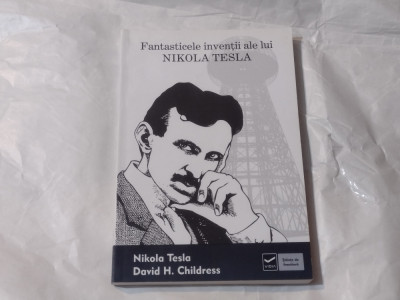 Fantasticele invenții ale lui
NIKOLA TESLA
Nikola Tesla
David H. Childress